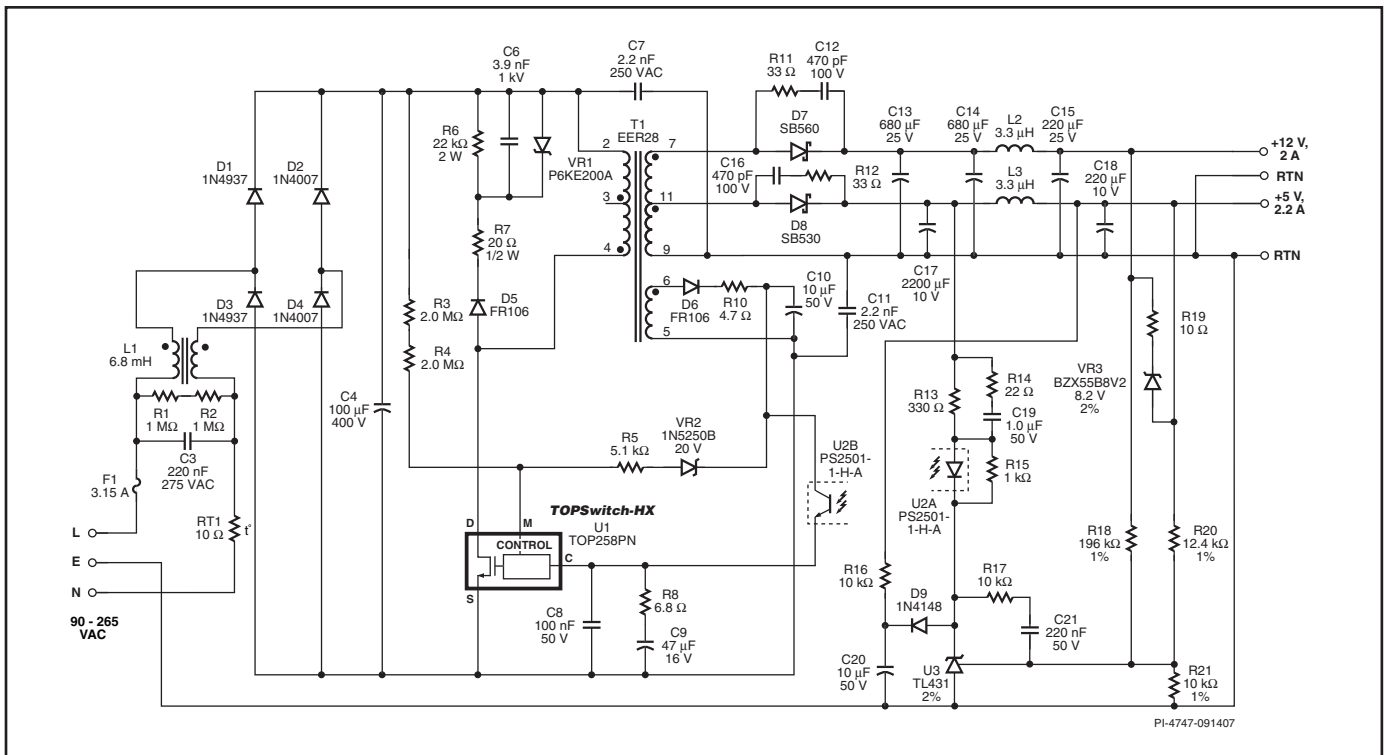 C6
3.9 nF
1 kV
C7
2.2 nF
250 VAC
R11
33 Ω
C12
470 pF
100 V
D7
SB560
C13
680 µF
25 V
C14
680 µF
25 V
L2
3.3 µH
C15
220 µF
25 V
+12 V,
2 A
RTN
+5 V,
2.2 A
RTN
R6
22 kΩ
2 W
VR1
P6KE200A
T1
EER28
2
3
4
7
11
9
6
5
C16
470 pF
100 V
R12
33 Ω
D8
SB530
L3
3.3 µH
C18
220 µF
10 V
D1
1N4937
D2
1N4007
D3
1N4937
D4
1N4007
R7
20 Ω
1/2 W
D5
FR106
R3
2.0 MΩ
R4
2.0 MΩ
D6
FR106
R10
4.7 Ω
C10
10 µF
50 V
C11
2.2 nF
250 VAC
C17
2200 µF
10 V
R19
10 Ω
VR3
BZX55B8V2
8.2 V
2%
L1
6.8 mH
R1
1 MΩ
R2
1 MΩ
C3
220 nF
275 VAC
C4
100 µF
400 V
R13
330 Ω
R14
22 Ω
C19
1.0 µF
50 V
R15
1 kΩ
R5
5.1 kΩ
VR2
1N5250B
20 V
U2B
PS2501-
1-H-A
U2A
PS2501-
1-H-A
F1
3.15 A
RT1
10 Ω
t°
L
E
N
90 - 265
VAC
TOPSwitch-HX
U1
TOP258PN
D
M
CONTROL
C
S
C8
100 nF
50 V
R8
6.8 Ω
C9
47 µF
16 V
R16
10 kΩ
D9
1N4148
R17
10 kΩ
C21
220 nF
50 V
R18
196 kΩ
1%
R20
12.4 kΩ
1%
C20
10 µF
50 V
U3
TL431
2%
R21
10 kΩ
1%
PI-4747-091407